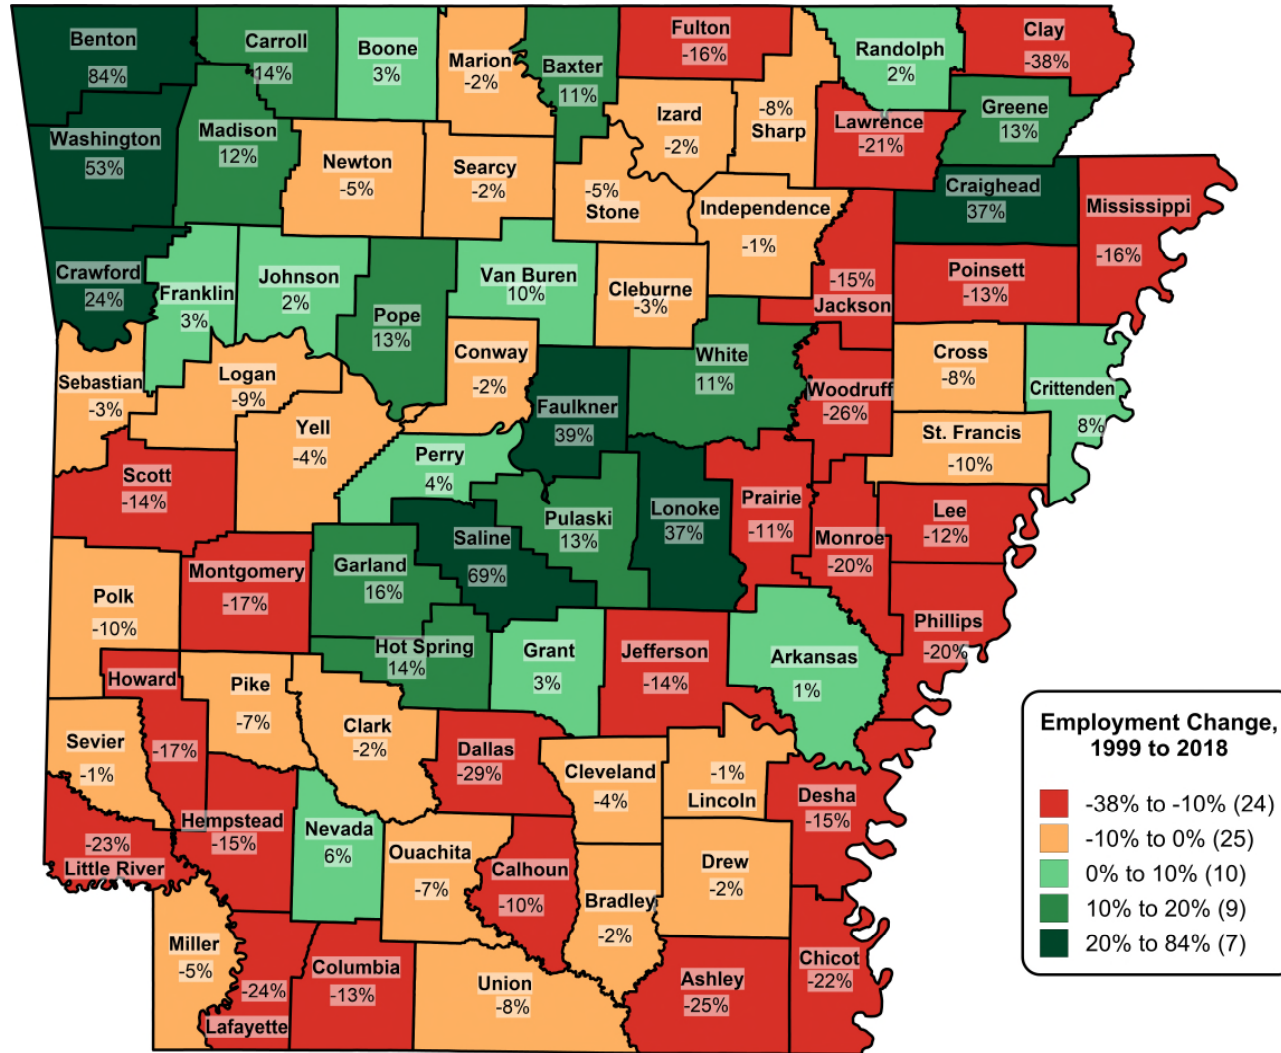 Benton
84%
Carroll
14%
Boone
3%
Marion
-2%
Baxter
11%
Fulton
-16%
Randolph
2%
Clay
-38%
Washington
53%
Madison
12%
Newton
-5%
Searcy
-2%
-5%
Stone
Izard
-2%
-8%
Sharp
Lawrence
-21%
Greene
13%
Craighead
37%
Mississippi
-16%
Independence
-1%
-15%
Jackson
Poinsett
-13%
Crawford
24%
Franklin
3%
Johnson
2%
Pope
13%
Van Buren
10%
Cleburne
-3%
White
11%
Conway
-2%
Faulkner
39%
Woodruff
-26%
Cross
-8%
Crittenden
8%
Sebastian
-3%
Logan
-9%
Yell
-4%
Perry
4%
St. Francis
-10%
Scott
-14%
Saline
69%
Pulaski
13%
Lonoke
37%
Prairie
-11%
Monroe
-20%
Lee
-12%
Polk
-10%
Montgomery
-17%
Garland
16%
Hot Spring
14%
Grant
3%
Jefferson
-14%
Arkansas
1%
Phillips
-20%
Howard
-17%
Pike
-7%
Clark
-2%
Sevier
-1%
Dallas
-29%
Cleveland
-4%
-1%
Lincoln
Desha
-15%
-23%
Little River
Hempstead
-15%
Nevada
6%
Ouachita
-7%
Calhoun
-10%
Bradley
-2%
Drew
-2%
Miller
-5%
-24%
Lafayette
Columbia
-13%
Union
-8%
Ashley
-25%
Chicot
-22%
Employment Change,
1999 to 2018
-38% to -10% (24)
-10% to 0% (25)
0% to 10% (10)
10% to 20% (9)
20% to 84% (7)